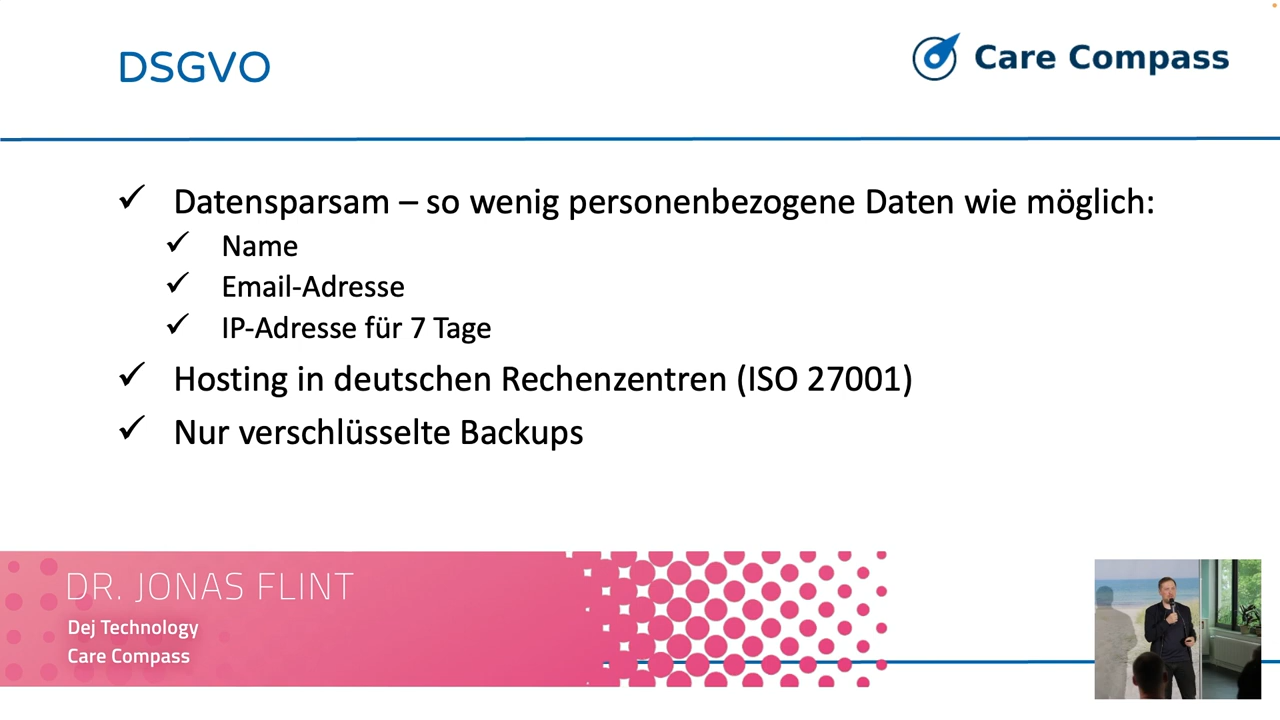 DSGVO
Care Compass
Datensparsam – so wenig personenbezogene Daten wie möglich:
Name
Email-Adresse
IP-Adresse für 7 Tage
Hosting in deutschen Rechenzentren (ISO 27001)
Nur verschlüsselte Backups
DR. JONAS FLINT
Dej Technology
Care Compass